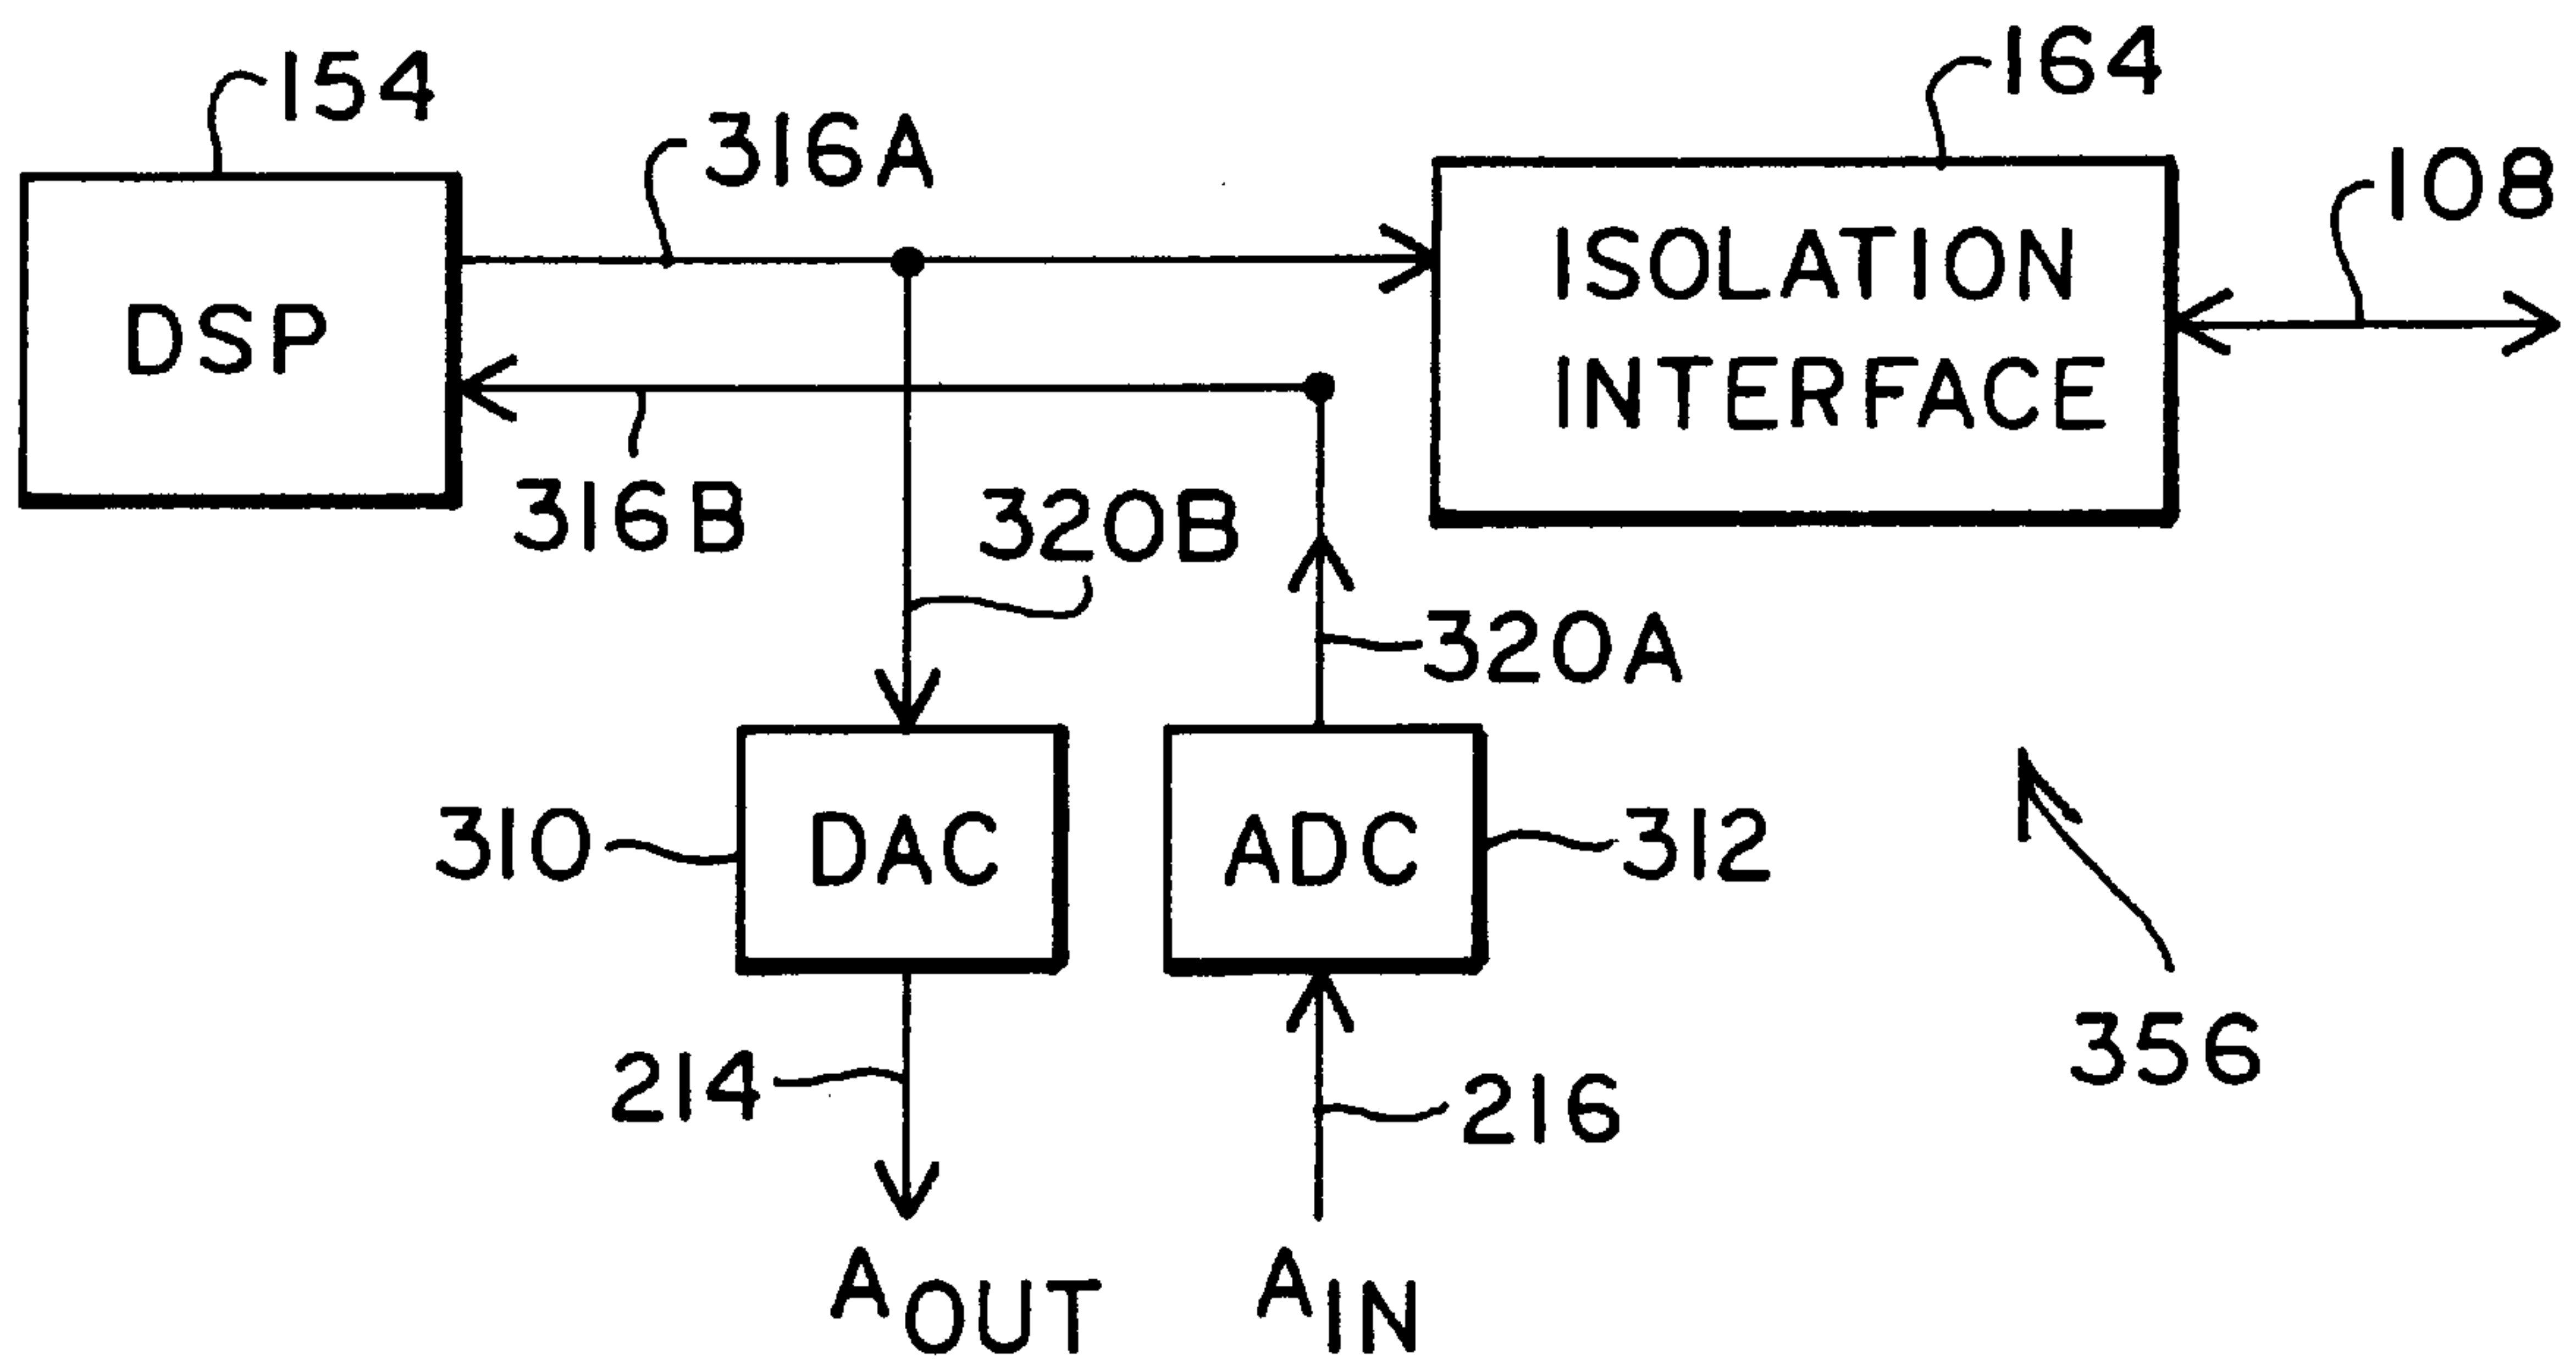 154
164
316A
108
DSP
ISOLATION
INTERFACE
316B
320B
320A
310
DAC
ADC
312
214
216
356
AOUT
AIN